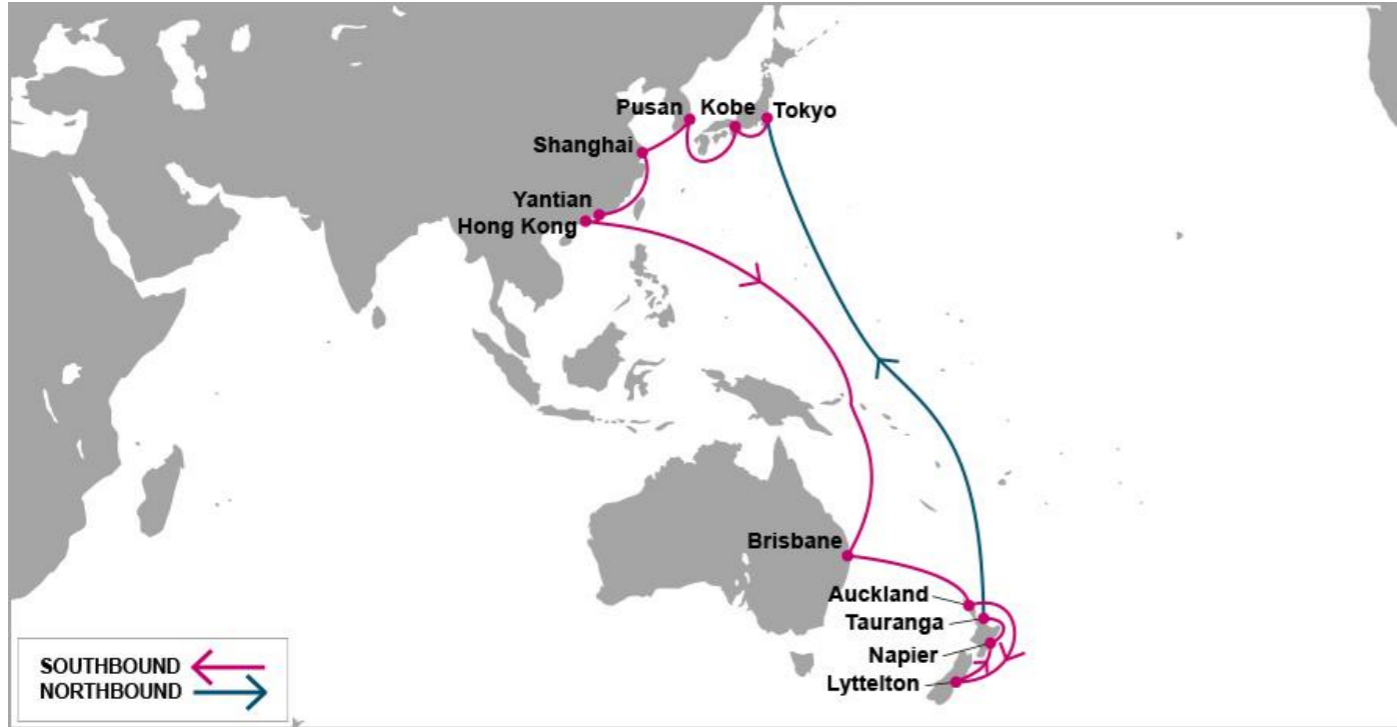 Pusan
Kobe
Tokyo
Shanghai
Yantian
Hong Kong
Brisbane
Auckland
Tauranga
Napier
Lyttelton
SOUTHBOUND
NORTHBOUND